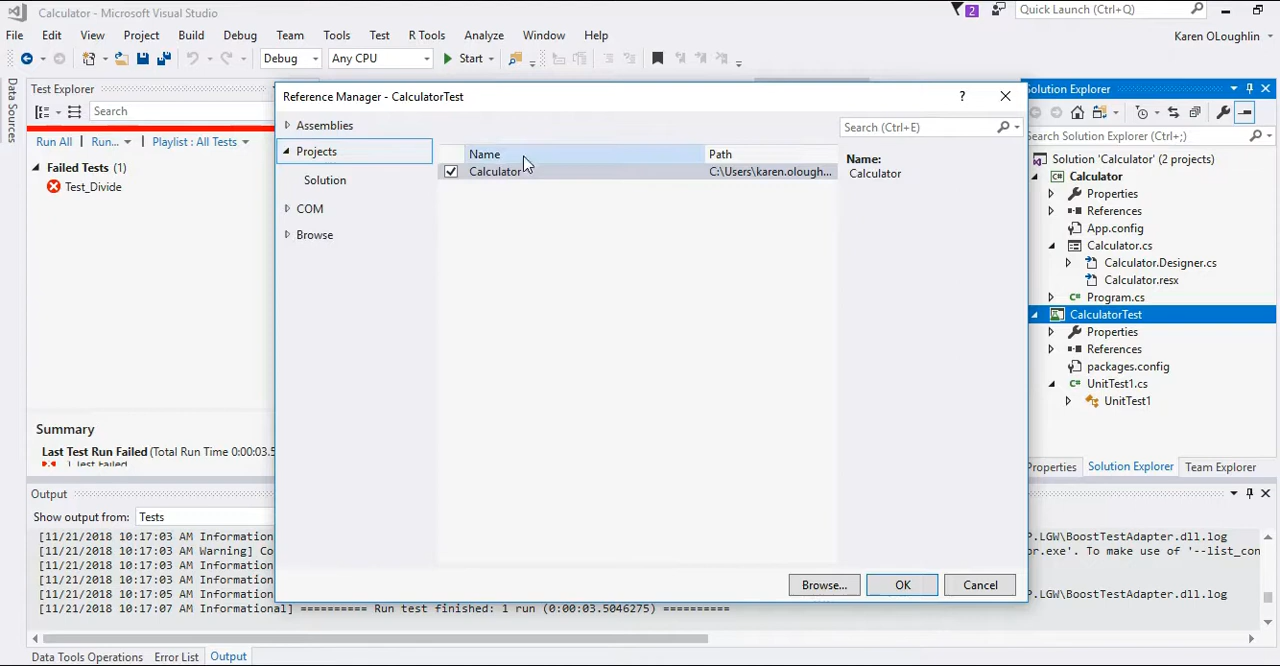 Calculator - Microsoft Visual Studio
2
Quick Launch (Ctrl+Q)
File Edit View Project Build Debug Team Tools Test R Tools Analyze Window Help
Karen OLoughlin
Debug Any CPU Start
Data Sources
Test Explorer
Search
Run All Run... Playlist : All Tests
Failed Tests (1)
Test_Divide
Summary
Last Test Run Failed (Total Run Time 0:00:03.5
1 Test Failed
Reference Manager - CalculatorTest
?
Assemblies
Projects
Solution
COM
Browse
Name Path
Calculator C:\Users\karen.olough...
Search (Ctrl+E)
Name:
Calculator
Browse... OK Cancel
Solution Explorer
Search Solution Explorer (Ctrl+;)
Solution 'Calculator' (2 projects)
Calculator
Properties
References
App.config
Calculator.cs
Calculator.Designer.cs
Calculator.resx
Program.cs
CalculatorTest
Properties
References
packages.config
UnitTest1.cs
UnitTest1
Properties Solution Explorer Team Explorer
Output
Show output from: Tests
[11/21/2018 10:17:03 AM Information P.LGW\BoostTestAdapter.dll.log
[11/21/2018 10:17:03 AM Warning] Co or.exe'. To make use of '--list_con
[11/21/2018 10:17:03 AM Information
[11/21/2018 10:17:05 AM Information P.LGW\BoostTestAdapter.dll.log
[11/21/2018 10:17:07 AM Informational] ========== Run test finished: 1 run (0:00:03.5046275) ==========
Data Tools Operations Error List Output